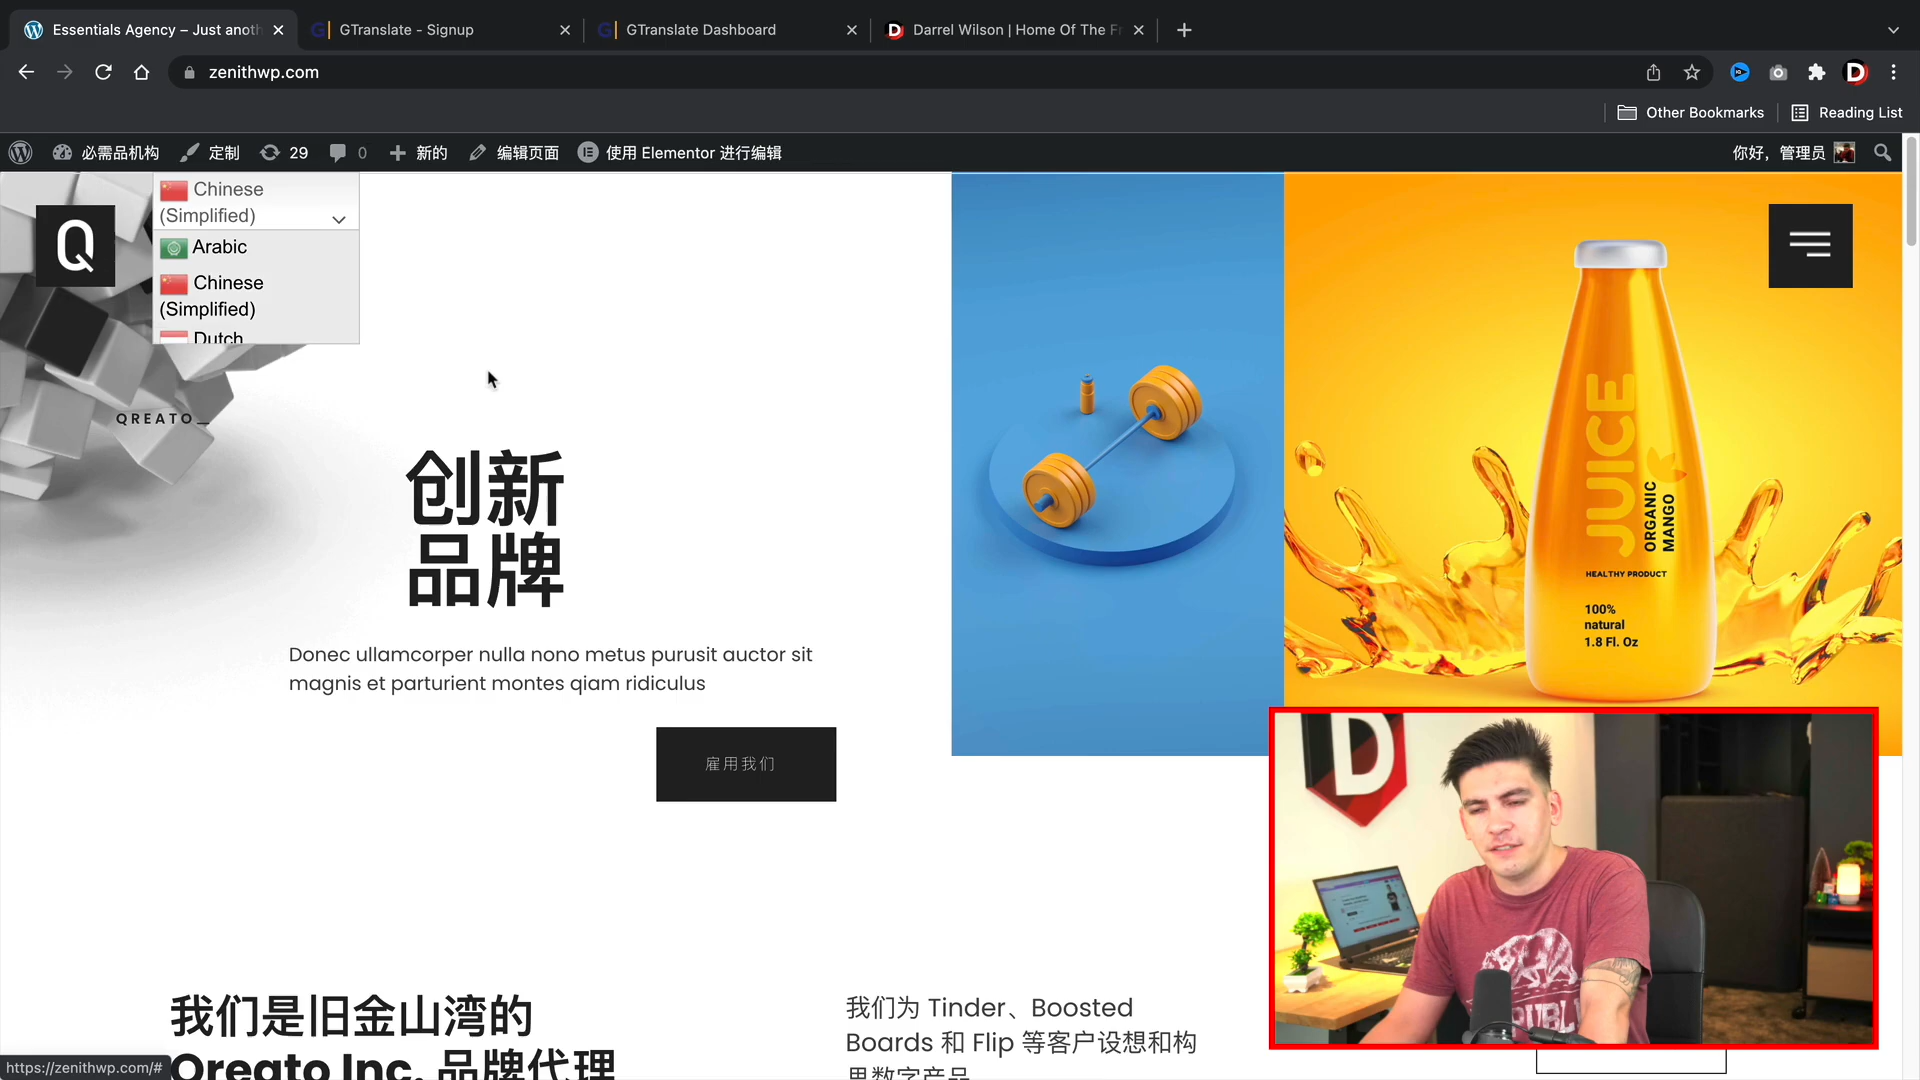 Essentials Agency – Just anoth
GTranslate - Signup
GTranslate Dashboard
Darrel Wilson | Home Of The Fr
zenithwp.com
Other Bookmarks
Reading List
必需品机构
定制
29
0
新的
编辑页面
使用 Elementor 进行编辑
你好，管理员
Chinese
(Simplified)
Arabic
Chinese
(Simplified)
Dutch
Q
QREATO_
创新
品牌
Donec ullamcorper nulla nono metus purusit auctor sit
magnis et parturient montes qiam ridiculus
雇用我们
JUICE
ORGANIC
MANGO
HEALTHY PRODUCT
100%
natural
1.8 Fl. Oz
D
我们是旧金山湾的
Qreato Inc. 品牌代理
我们为 Tinder、Boosted
Boards 和 Flip 等客户设想和构
思数字产品
https://zenithwp.com/#